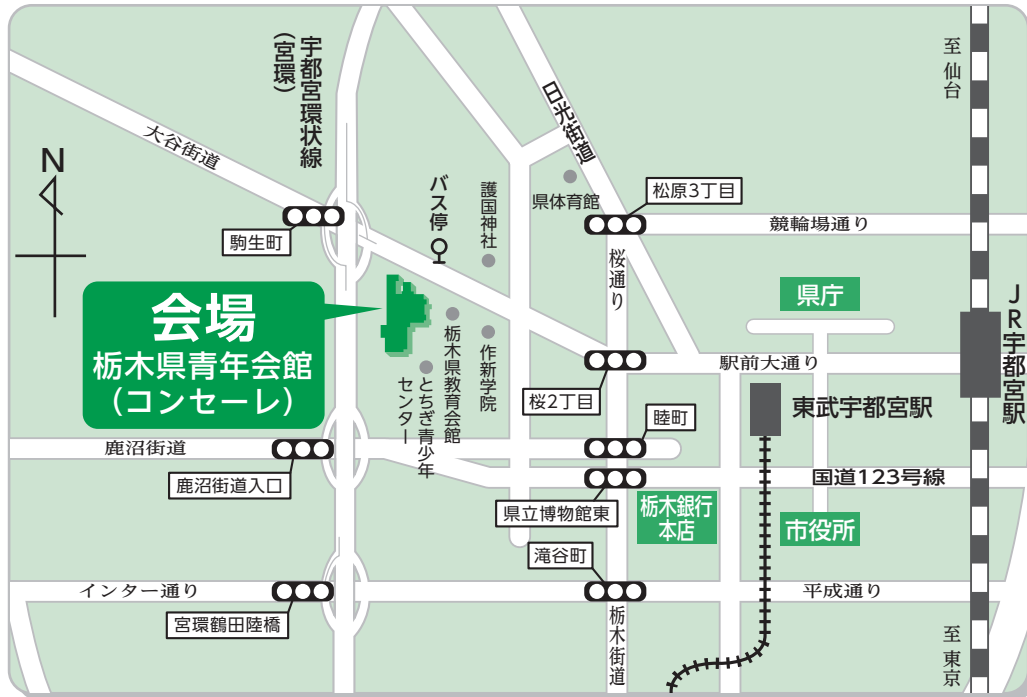 宇都宮環状線
(宮環)
大谷街道
日光街道
至 仙台
N
バス停
護国神社
県体育館
松原3丁目
競輪場通り
駒生町
桜通り
県庁
JR宇都宮駅
会場
栃木県青年会館
(コンセーレ)
栃木県教育会館
作新学院
とちぎ青少年
センター
駅前大通り
桜2丁目
東武宇都宮駅
睦町
鹿沼街道
鹿沼街道入口
国道123号線
県立博物館東
栃木銀行
本店
市役所
滝谷町
インター通り
平成通り
宮環鶴田陸橋
栃木街道
至 東京